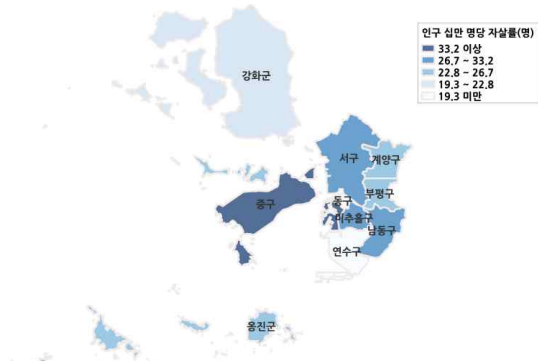 인구 십만 명당 자살률(명)
33.2 이상
26.7 ~ 33.2
22.8 ~ 26.7
19.3 ~ 22.8
19.3 미만
강화군
서구
계양구
부평구
중구
동구
미추홀구
남동구
연수구
옹진군